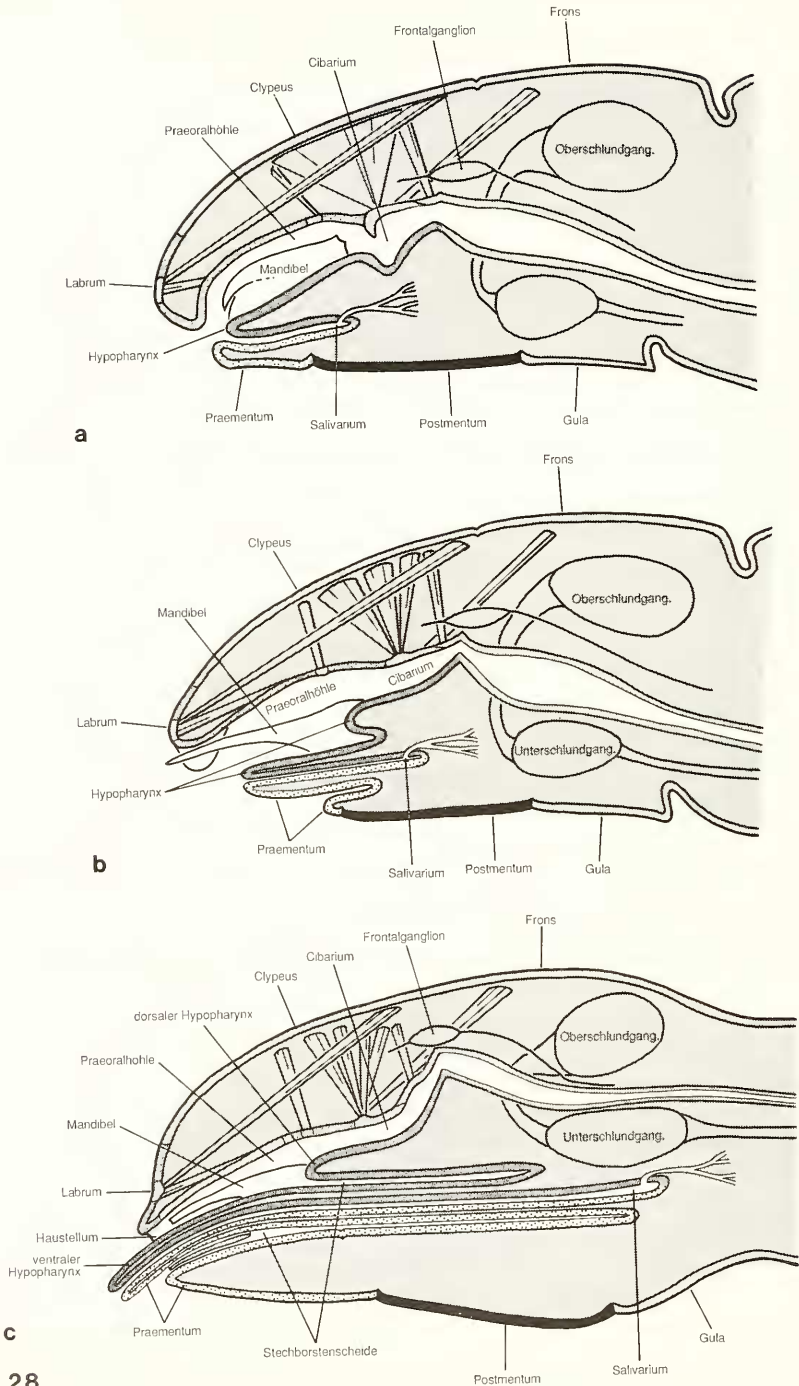 Frons
Frontalganglion
Cibarium
Clypeus
Praeoralhöhle
Oberschlundgang.
Mandibel
Labrum
Hypopharynx
Praementum
Salivarium
Postmentum
Gula
a
Frons
Clypeus
Mandibel
Oberschlundgang.
Cibarium
Praeoralhöhle
Labrum
Unterschlundgang.
Hypopharynx
Praementum
Salivarium
Postmentum
Gula
b
Frons
Frontalganglion
Cibarium
Clypeus
dorsaler Hypopharynx
Praeoralhohle
Oberschlundgang.
Mandibel
Unterschlundgang.
Labrum
Haustellum
ventraler
Hypopharynx
Praementum
Stechborstenscheide
Gula
Salivarium
Postmentum
c
28